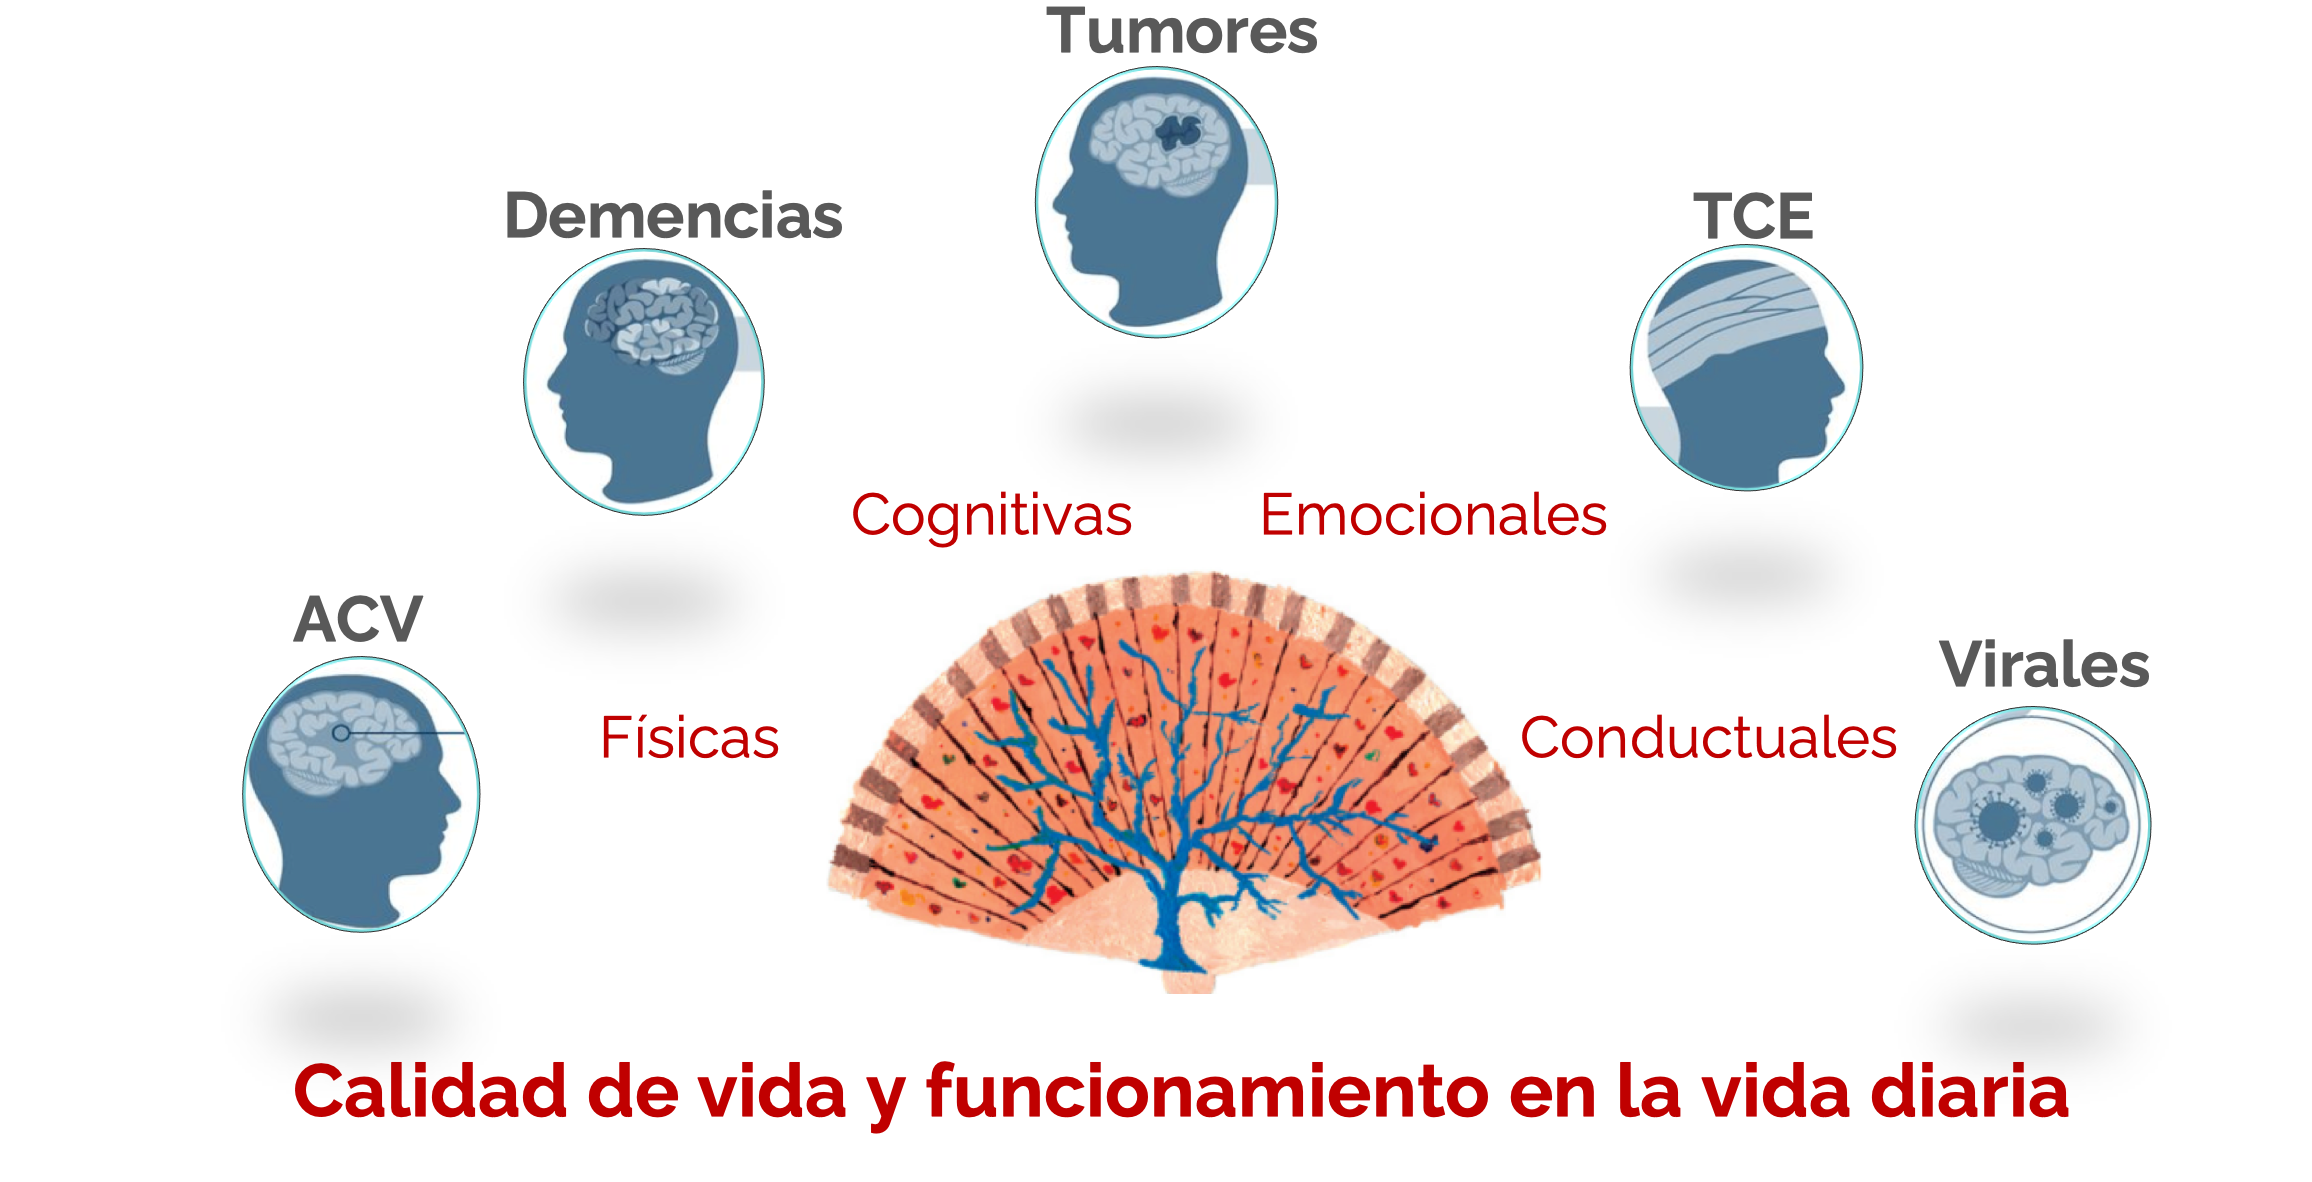 Tumores
Demencias
TCE
Cognitivas
Emocionales
ACV
Virales
Físicas
Conductuales
Calidad de vida y funcionamiento en la vida diaria